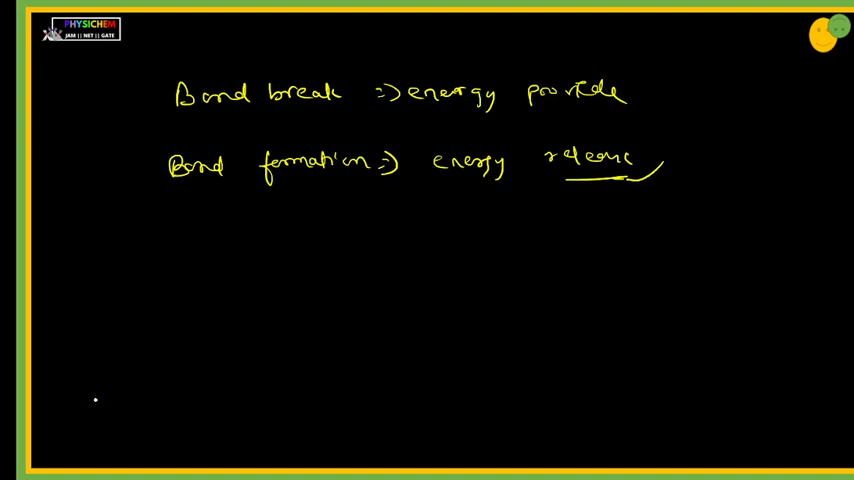 PHYSICHEM
JAM || NET || GATE
Bond break => energy provide
Bond formation => energy release